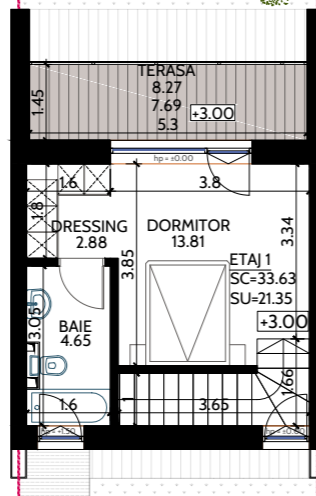 TERASA
8.27
7.69
5.3
+3.00
1.45
hp = ±0.00
1.6
3.8
1.8
DRESSING
2.88
DORMITOR
13.81
3.34
3.85
ETAJ 1
SC=33.63
SU=21.35
+3.00
3.05
BAIE
4.65
1.66
1.6
1
3.65